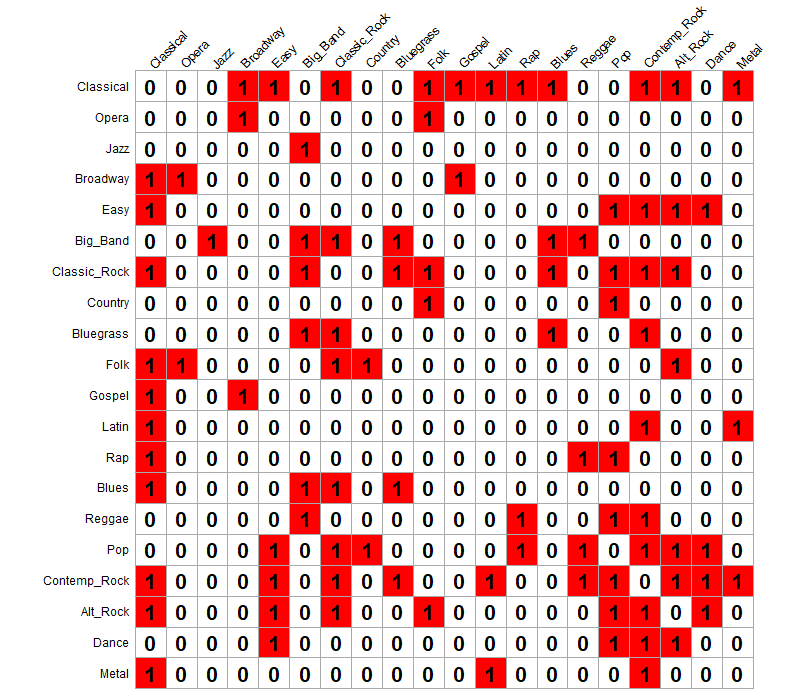 Classical Opera Jazz Broadway Easy Big_Band Classic_Rock Country Bluegrass Folk Gospel Latin Rap Blues Reggae Pop Contemp_Rock Alt_Rock Dance Metal
Classical 0 0 0 1 1 0 1 0 0 1 1 1 1 1 0 0 1 1 0 1
Opera 0 0 0 1 0 0 0 0 0 1 0 0 0 0 0 0 0 0 0 0
Jazz 0 0 0 0 0 1 0 0 0 0 0 0 0 0 0 0 0 0 0 0
Broadway 1 1 0 0 0 0 0 0 0 0 1 0 0 0 0 0 0 0 0 0
Easy 1 0 0 0 0 0 0 0 0 0 0 0 0 0 0 1 1 1 1 0
Big_Band 0 0 1 0 0 1 1 0 1 0 0 0 0 1 1 0 0 0 0 0
Classic_Rock 1 0 0 0 0 1 0 0 1 1 0 0 0 1 0 1 1 1 0 0
Country 0 0 0 0 0 0 0 0 0 1 0 0 0 0 0 1 0 0 0 0
Bluegrass 0 0 0 0 0 1 1 0 0 0 0 0 0 1 0 0 1 0 0 0
Folk 1 1 0 0 0 0 1 1 0 0 0 0 0 0 0 0 0 1 0 0
Gospel 1 0 0 1 0 0 0 0 0 0 0 0 0 0 0 0 0 0 0 0
Latin 1 0 0 0 0 0 0 0 0 0 0 0 0 0 0 0 1 0 0 1
Rap 1 0 0 0 0 0 0 0 0 0 0 0 0 0 1 1 0 0 0 0
Blues 1 0 0 0 0 1 1 0 1 0 0 0 0 0 0 0 0 0 0 0
Reggae 0 0 0 0 0 1 0 0 0 0 0 0 1 0 0 1 1 0 0 0
Pop 0 0 0 0 1 0 1 1 0 0 0 0 1 0 1 0 1 1 1 0
Contemp_Rock 1 0 0 0 1 0 1 0 1 0 0 1 0 0 1 1 0 1 1 1
Alt_Rock 1 0 0 0 1 0 1 0 0 1 0 0 0 0 0 1 1 0 1 0
Dance 0 0 0 0 1 0 0 0 0 0 0 0 0 0 0 1 1 1 0 0
Metal 1 0 0 0 0 0 0 0 0 0 0 1 0 0 0 0 1 0 0 0